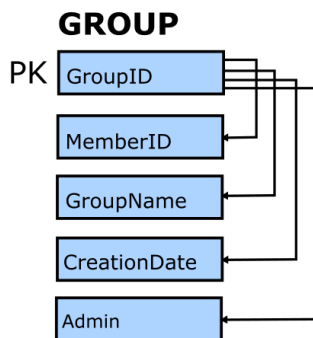 GROUP
PK GroupID
MemberID
GroupName
CreationDate
Admin